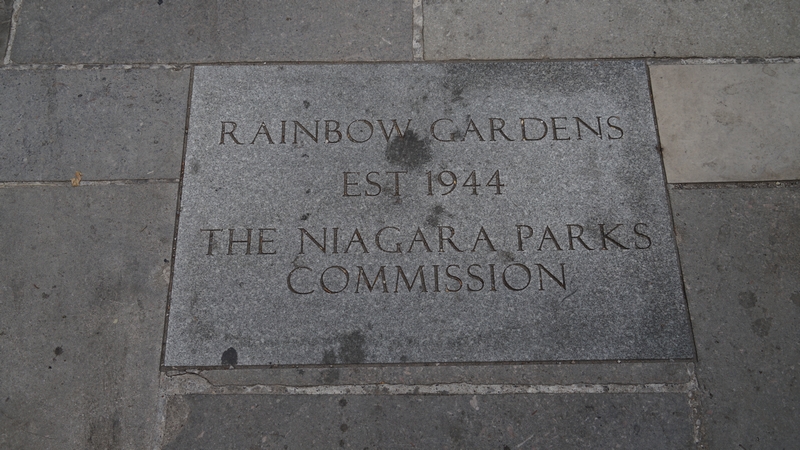 RAINBOW GARDENS
EST 1944
THE NIAGARA PARKS
COMMISSION